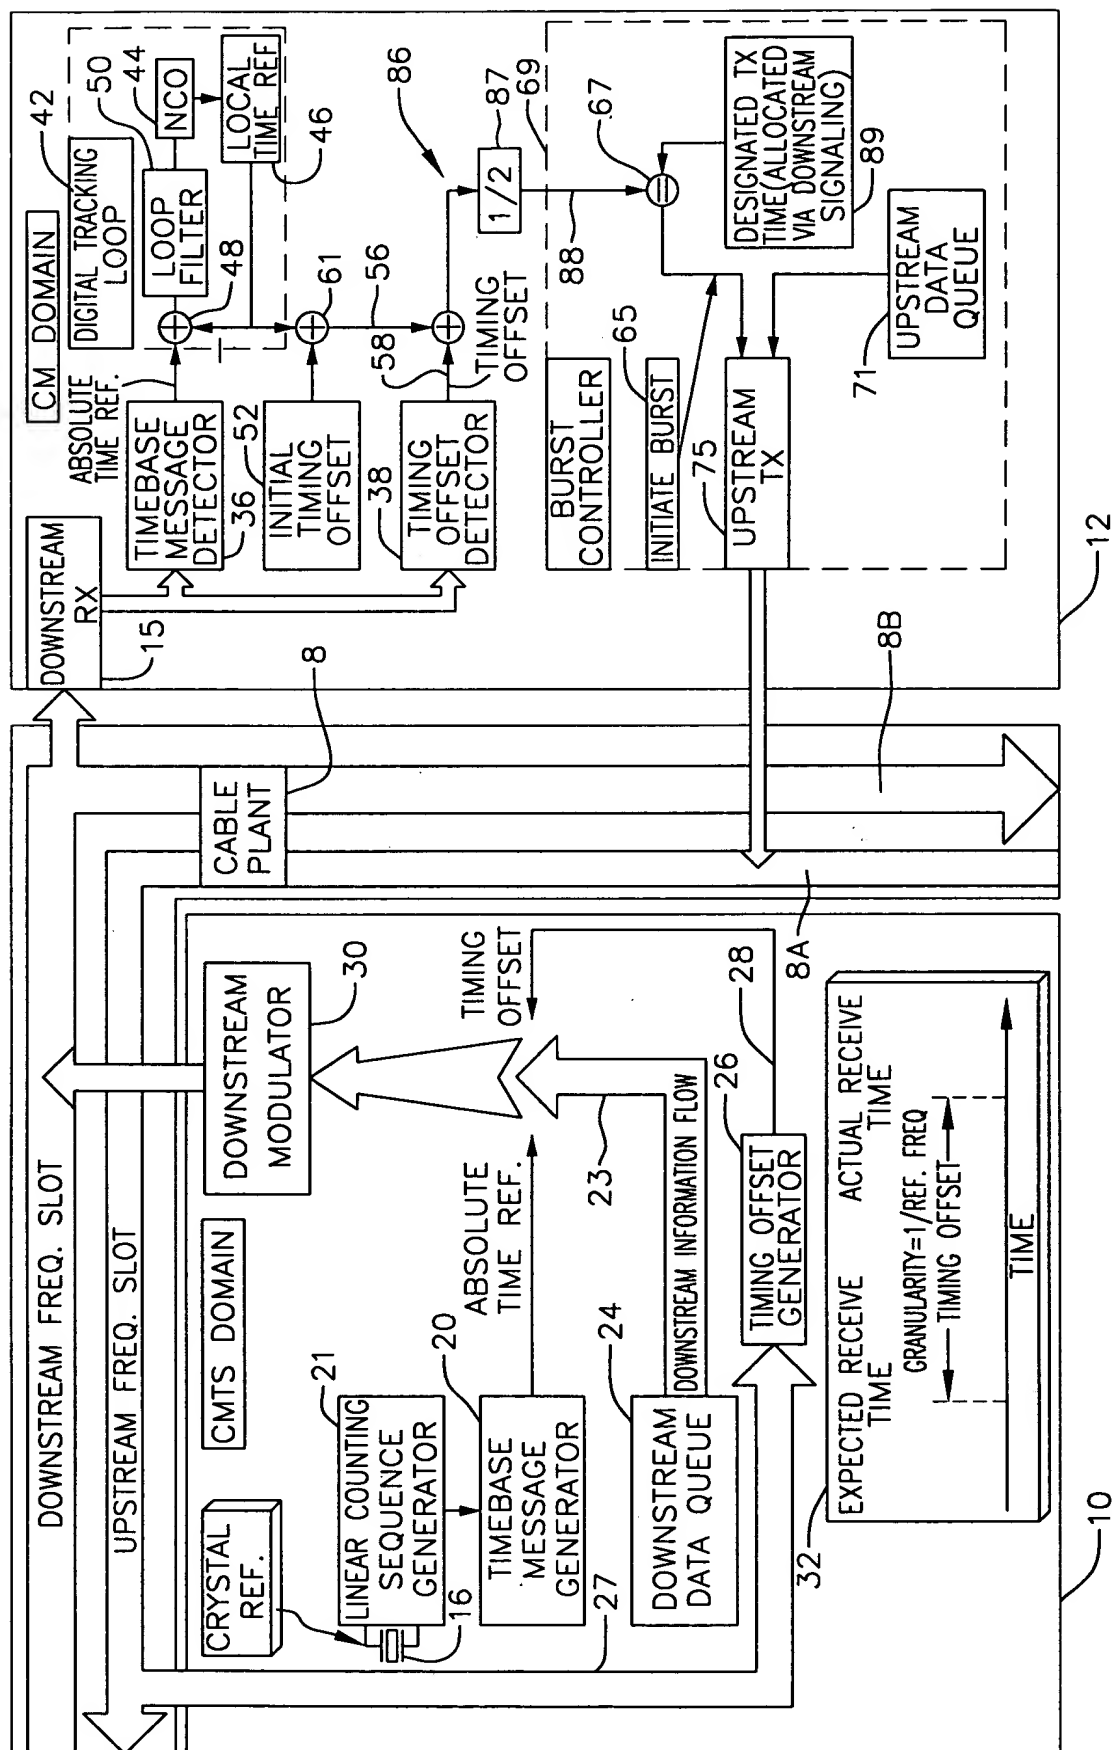 DOWNSTREAM FREQ. SLOT
UPSTREAM FREQ. SLOT
CABLE
PLANT
8
CMTS DOMAIN
CRYSTAL
REF.
16
LINEAR COUNTING
SEQUENCE
GENERATOR
21
TIMEBASE
MESSAGE
GENERATOR
20
ABSOLUTE
TIME REF.
DOWNSTREAM
MODULATOR
30
TIMING
OFFSET
DOWNSTREAM
DATA QUEUE
24
DOWNSTREAM INFORMATION FLOW
23
27
TIMING OFFSET
GENERATOR
26
28
EXPECTED RECEIVE
TIME
ACTUAL RECEIVE
TIME
GRANULARITY=1/REF. FREQ
TIMING OFFSET
TIME
32
10
8A
8B
DOWNSTREAM
RX
15
CM DOMAIN
DIGITAL TRACKING
LOOP
42
ABSOLUTE
TIME REF.
TIMEBASE
MESSAGE
DETECTOR
36
LOOP
FILTER
50
48
NCO
44
LOCAL
TIME REF
46
INITIAL
TIMING
OFFSET
52
61
56
TIMING
OFFSET
DETECTOR
38
58
TIMING
OFFSET
86
1/2
87
88
BURST
CONTROLLER
69
INITIATE BURST
65
67
DESIGNATED TX
TIME(ALLOCATED
VIA DOWNSTREAM
SIGNALING)
89
UPSTREAM
TX
75
UPSTREAM
DATA
QUEUE
71
12